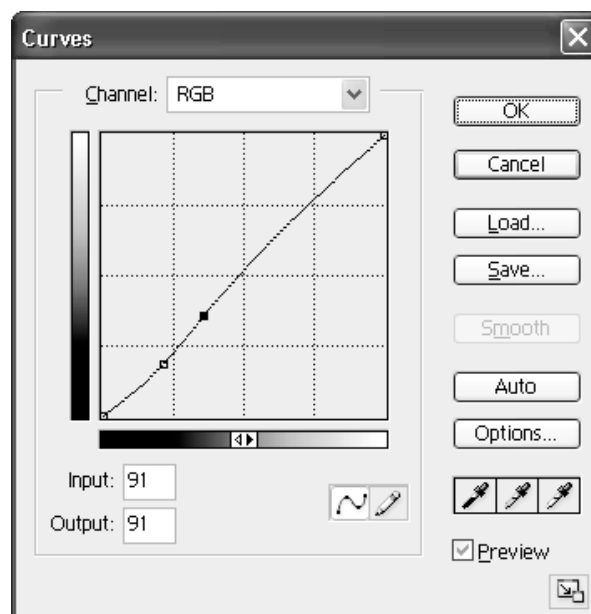 Curves
Channel: RGB
OK
Cancel
Load...
Save...
Smooth
Auto
Options...
Input: 91
Output: 91
Preview